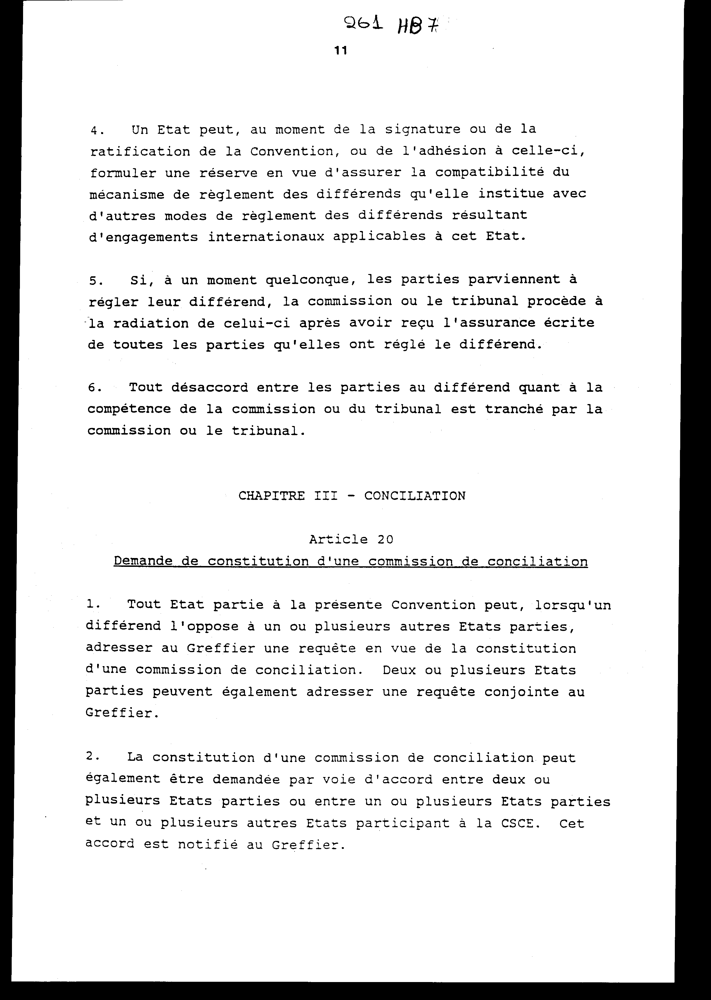 261 HB 7
11
4. Un Etat peut, au moment de la signature ou de la
ratification de la Convention, ou de l'adhésion à celle-ci,
formuler une réserve en vue d'assurer la compatibilité du
mécanisme de règlement des différends qu'elle institue avec
d'autres modes de règlement des différends résultant
d'engagements internationaux applicables à cet Etat.
5. Si, à un moment quelconque, les parties parviennent à
régler leur différend, la commission ou le tribunal procède à
la radiation de celui-ci après avoir reçu l'assurance écrite
de toutes les parties qu'elles ont réglé le différend.
6. Tout désaccord entre les parties au différend quant à la
compétence de la commission ou du tribunal est tranché par la
commission ou le tribunal.
CHAPITRE III - CONCILIATION
Article 20
Demande de constitution d'une commission de conciliation
1. Tout Etat partie à la présente Convention peut, lorsqu'un
différend l'oppose à un ou plusieurs autres Etats parties,
adresser au Greffier une requête en vue de la constitution
d'une commission de conciliation. Deux ou plusieurs Etats
parties peuvent également adresser une requête conjointe au
Greffier.
2. La constitution d'une commission de conciliation peut
également être demandée par voie d'accord entre deux ou
plusieurs Etats parties ou entre un ou plusieurs Etats parties
et un ou plusieurs autres Etats participant à la CSCE. Cet
accord est notifié au Greffier.